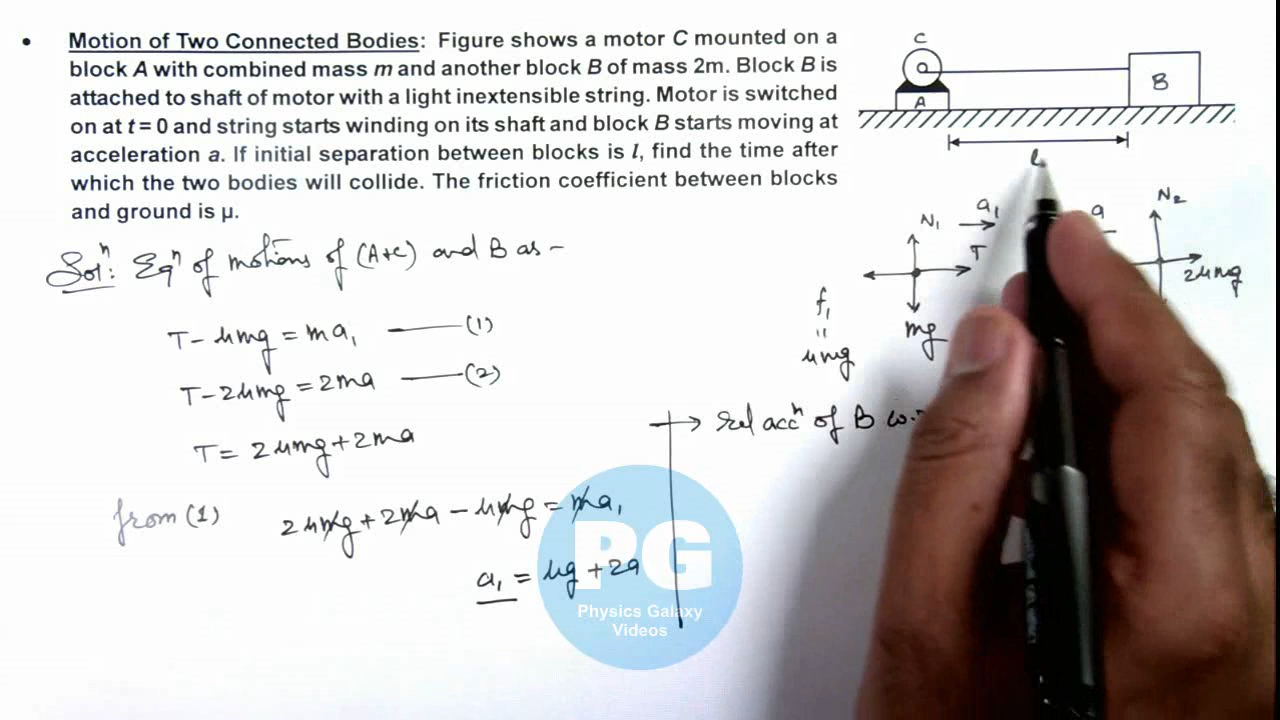 • Motion of Two Connected Bodies: Figure shows a motor C mounted on a
block A with combined mass m and another block B of mass 2m. Block B is
attached to shaft of motor with a light inextensible string. Motor is switched
on at t = 0 and string starts winding on its shaft and block B starts moving at
acceleration a. If initial separation between blocks is l, find the time after
which the two bodies will collide. The friction coefficient between blocks
and ground is μ.
C
A
B
l
Solⁿ: Eqⁿ of motions of (A+C) and B as –
T - μmg = ma₁ —— (1)
T - 2μmg = 2ma —— (2)
T = 2μmg + 2ma
from (1) 2μmg + 2ma - μmg = ma₁
a₁ = μg + 2a
N₁
a₁
T
f₁
"
μmg
mg
a
N₂
2μmg
→ rel accⁿ of B w.
PG
Physics Galaxy
Videos